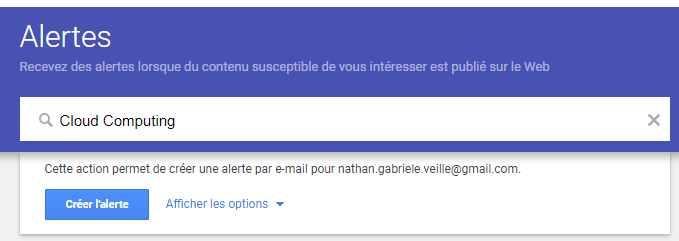 Alertes
Recevez des alertes lorsque du contenu susceptible de vous intéresser est publié sur le Web
Cloud Computing
Cette action permet de créer une alerte par e-mail pour nathan.gabriele.veille@gmail.com.
Créer l'alerte Afficher les options